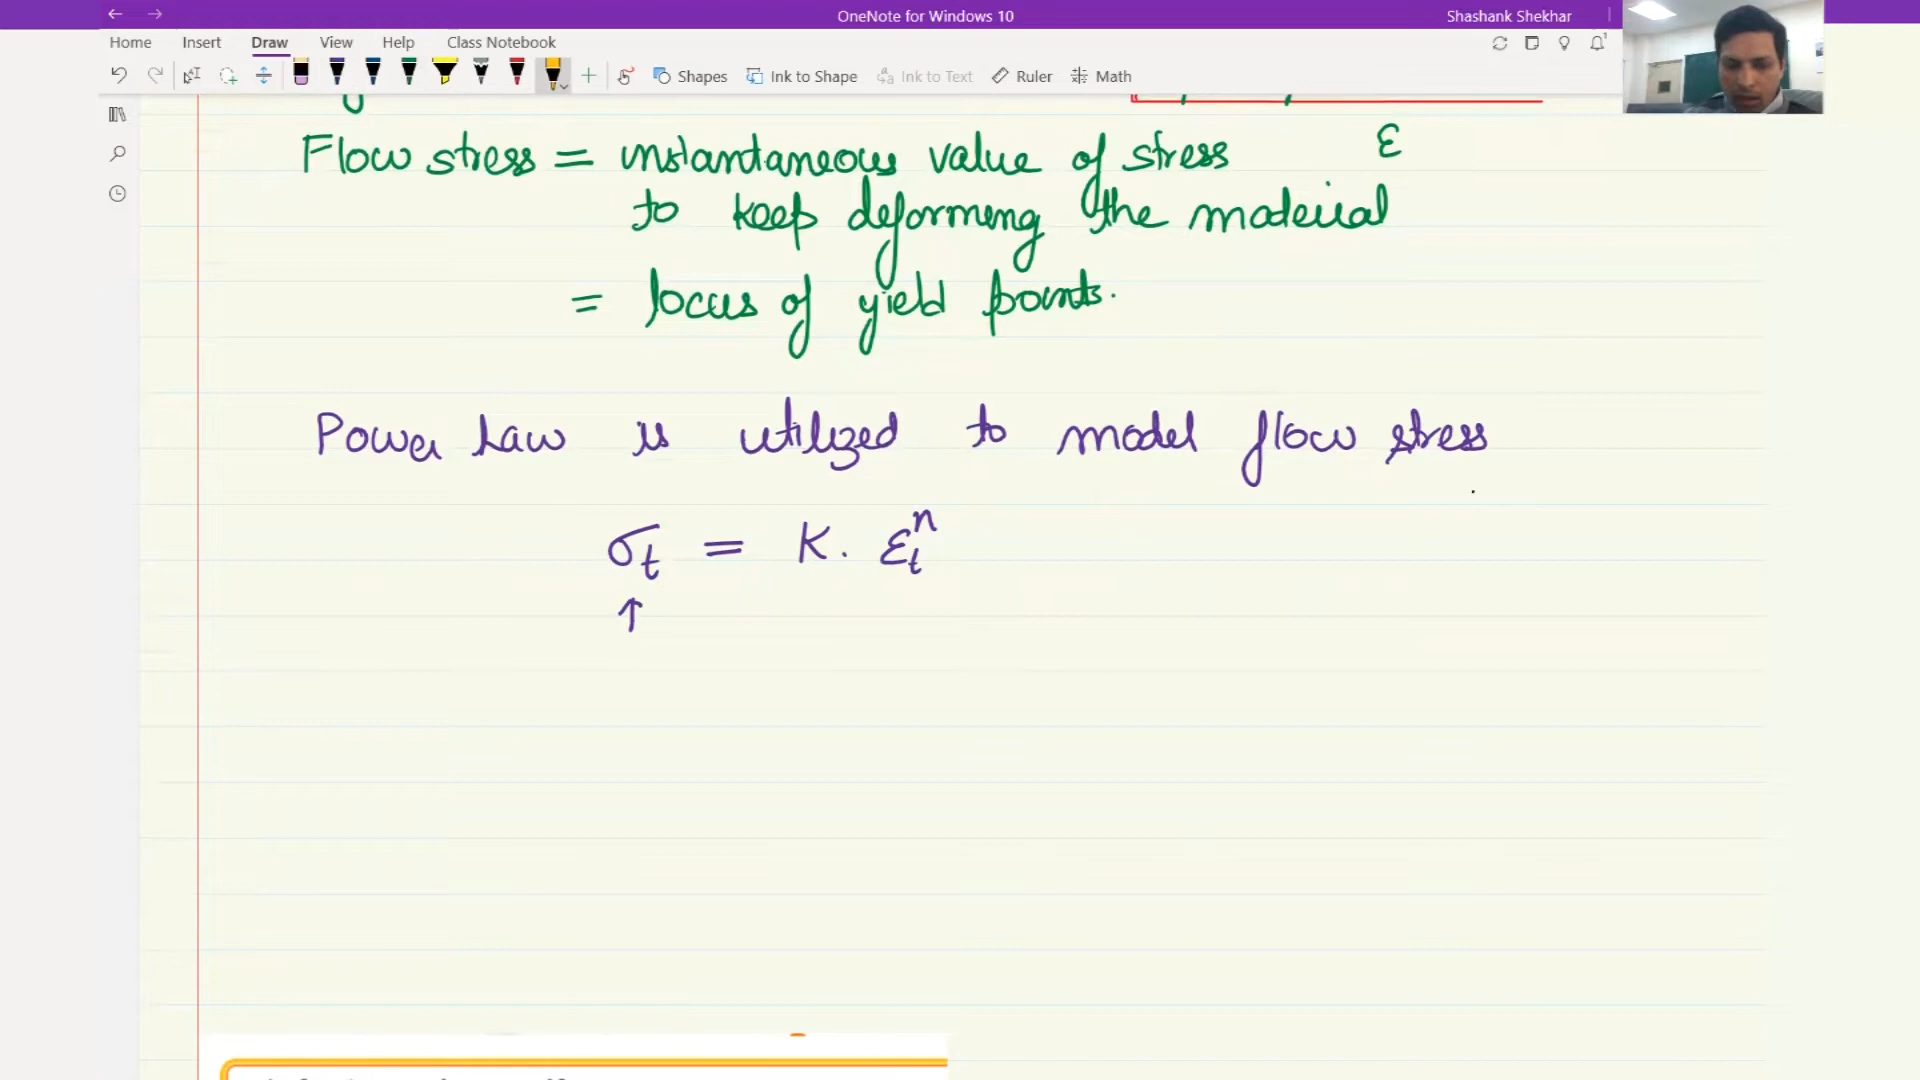 OneNote for Windows 10
Shashank Shekhar
Home Insert Draw View Help Class Notebook
Shapes Ink to Shape Ink to Text Ruler Math
Flow stress = instantaneous value of stress ε
to keep deforming the material
= locus of yield points.
Power Law is utilized to model flow stress
σt = K. εt^n
↑